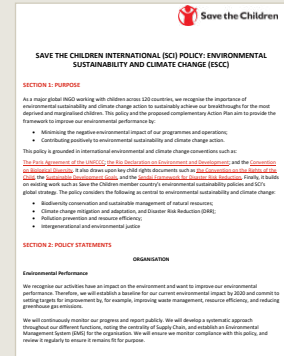 Save the Children
SAVE THE CHILDREN INTERNATIONAL (SCI) POLICY: ENVIRONMENTAL
SUSTAINABILITY AND CLIMATE CHANGE (ESCC)
SECTION 1: PURPOSE
As a major global INGO working with children across 120 countries, we recognise the importance of
environmental sustainability and climate change action to sustainably achieve our breakthroughs for the most
deprived and marginalised children. This policy and the proposed complementary Action Plan aim to provide the
framework to improve our environmental performance by:
• Minimising the negative environmental impact of our programmes and operations;
• Contributing positively to environmental sustainability and climate change action.
This policy is grounded in international environmental and climate change conventions such as:
The Paris Agreement of the UNFCCC; the Rio Declaration on Environment and Development; and the Convention
on Biological Diversity. It also draws upon key child rights documents such as the Convention on the Rights of the
Child, the Sustainable Development Goals, and the Sendai Framework for Disaster Risk Reduction. Finally, it builds
on existing work such as Save the Children member country's environmental sustainability policies and SCI's
global strategy. The policy considers the following as central to environmental sustainability and climate change:
• Biodiversity conservation and sustainable management of natural resources;
• Climate change mitigation and adaptation, and Disaster Risk Reduction (DRR);
• Pollution prevention and resource efficiency;
• Intergenerational and environmental justice
SECTION 2: POLICY STATEMENTS
ORGANISATION
Environmental Performance
We recognise our activities have an impact on the environment and want to improve our environmental
performance. Therefore, we will establish a baseline for our current environmental impact by 2020 and commit to
setting targets for improvement by, for example, improving waste management, resource efficiency, and reducing
greenhouse gas emissions.
We will continuously monitor our progress and report publicly. We will develop a systematic approach
throughout our different functions, noting the centrality of Supply Chain, and establish an Environmental
Management System (EMS) for the organisation. We will ensure we monitor compliance with this policy, and
review it regularly to ensure it remains fit for purpose.